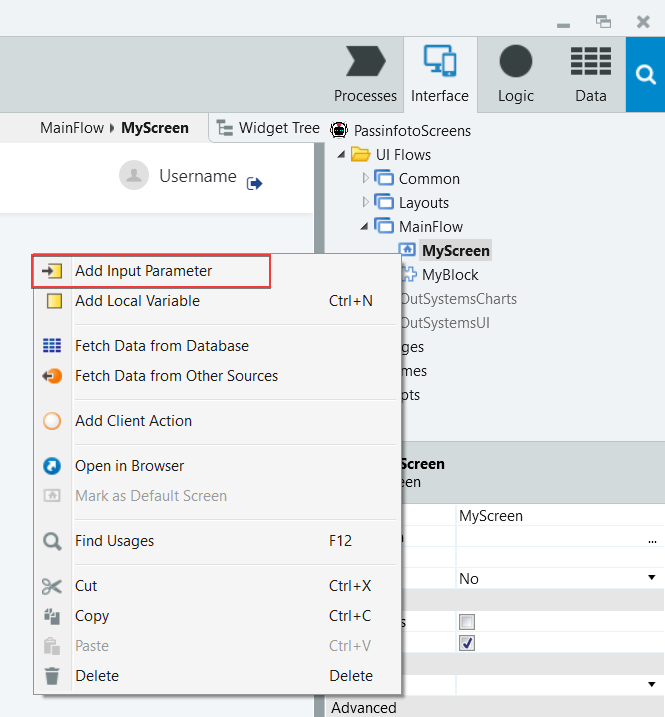 Processes
Interface
Logic
Data
MainFlow
MyScreen
Widget Tree
PassinfotoScreens
Username
UI Flows
Common
Layouts
MainFlow
MyScreen
MyBlock
OutSystemsCharts
OutSystemsUI
ges
mes
pts
Add Input Parameter
Add Local Variable Ctrl+N
Fetch Data from Database
Fetch Data from Other Sources
Add Client Action
Open in Browser
Mark as Default Screen
Find Usages F12
Cut Ctrl+X
Copy Ctrl+C
Paste Ctrl+V
Delete Delete
Screen
een
MyScreen
n
...
No
s
Advanced